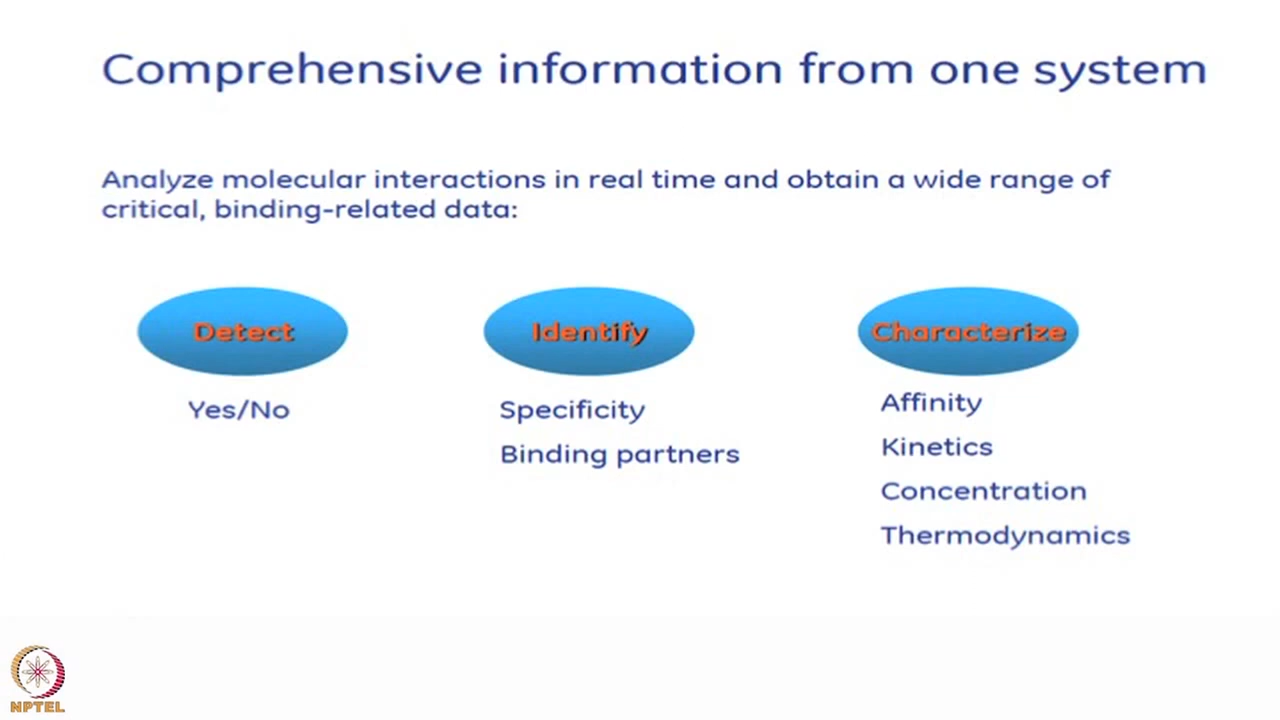 Comprehensive information from one system
Analyze molecular interactions in real time and obtain a wide range of
critical, binding-related data:
Detect
Yes/No
Identify
Specificity
Binding partners
Characterize
Affinity
Kinetics
Concentration
Thermodynamics
NPTEL